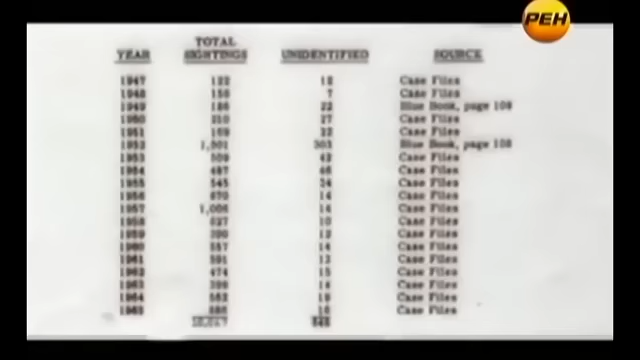 РЕН
TOTAL
YEAR SIGHTINGS UNIDENTIFIED SOURCE
1947 122 12 Case Files
1948 156 7 Case Files
1949 186 22 Blue Book, page 108
1950 210 27 Case Files
1951 169 22 Case Files
1952 1,501 303 Blue Book, page 108
1953 509 42 Case Files
1954 487 46 Case Files
1955 545 24 Case Files
1956 670 14 Case Files
1957 1,006 14 Case Files
1958 627 10 Case Files
1959 390 12 Case Files
1960 557 14 Case Files
1961 591 13 Case Files
1962 474 15 Case Files
1963 399 14 Case Files
1964 562 19 Case Files
1965 886 16 Case Files